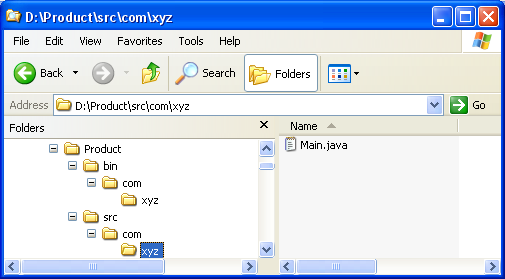 D:\Product\src\com\xyz
File Edit View Favorites Tools Help
Back Search Folders
Address D:\Product\src\com\xyz Go
Folders
Name
Product
bin
com
xyz
src
com
xyz
Main.java